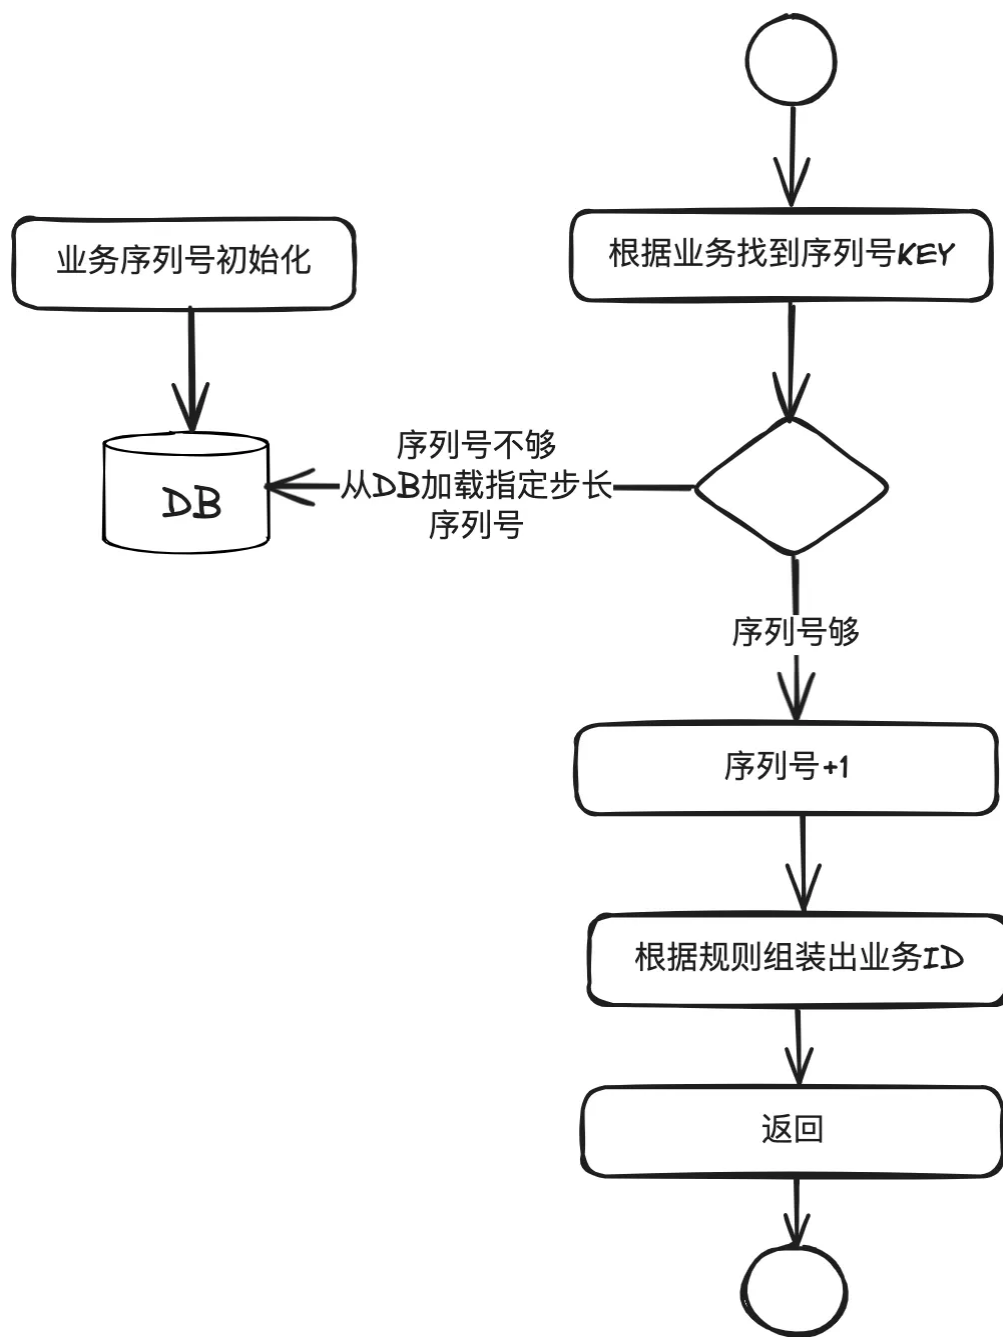 业务序列号初始化
根据业务找到序列号KEY
序列号不够
从DB加载指定步长
序列号
DB
序列号够
序列号+1
根据规则组装出业务ID
返回